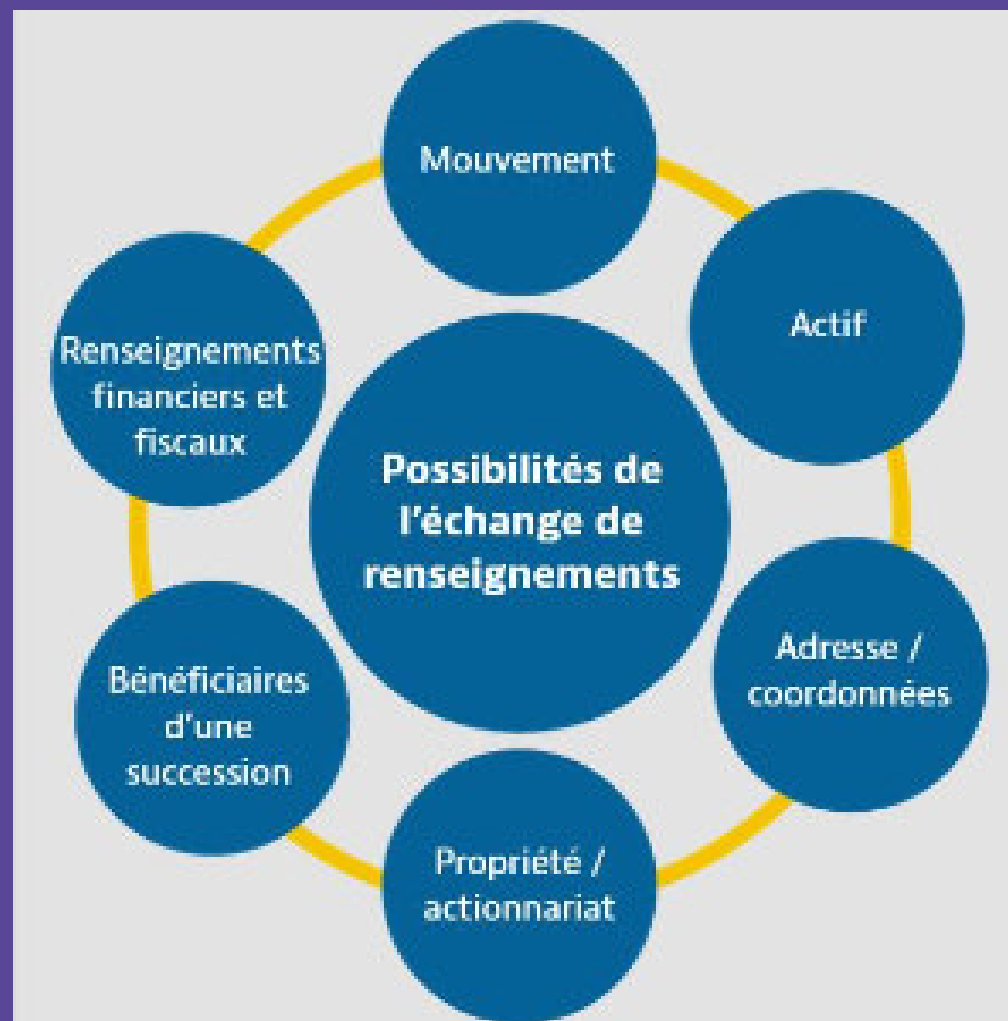 Mouvement
Actif
Adresse /
coordonnées
Propriété /
actionnariat
Bénéficiaires
d'une
succession
Renseignements
financiers et
fiscaux
Possibilités de
l'échange de
renseignements